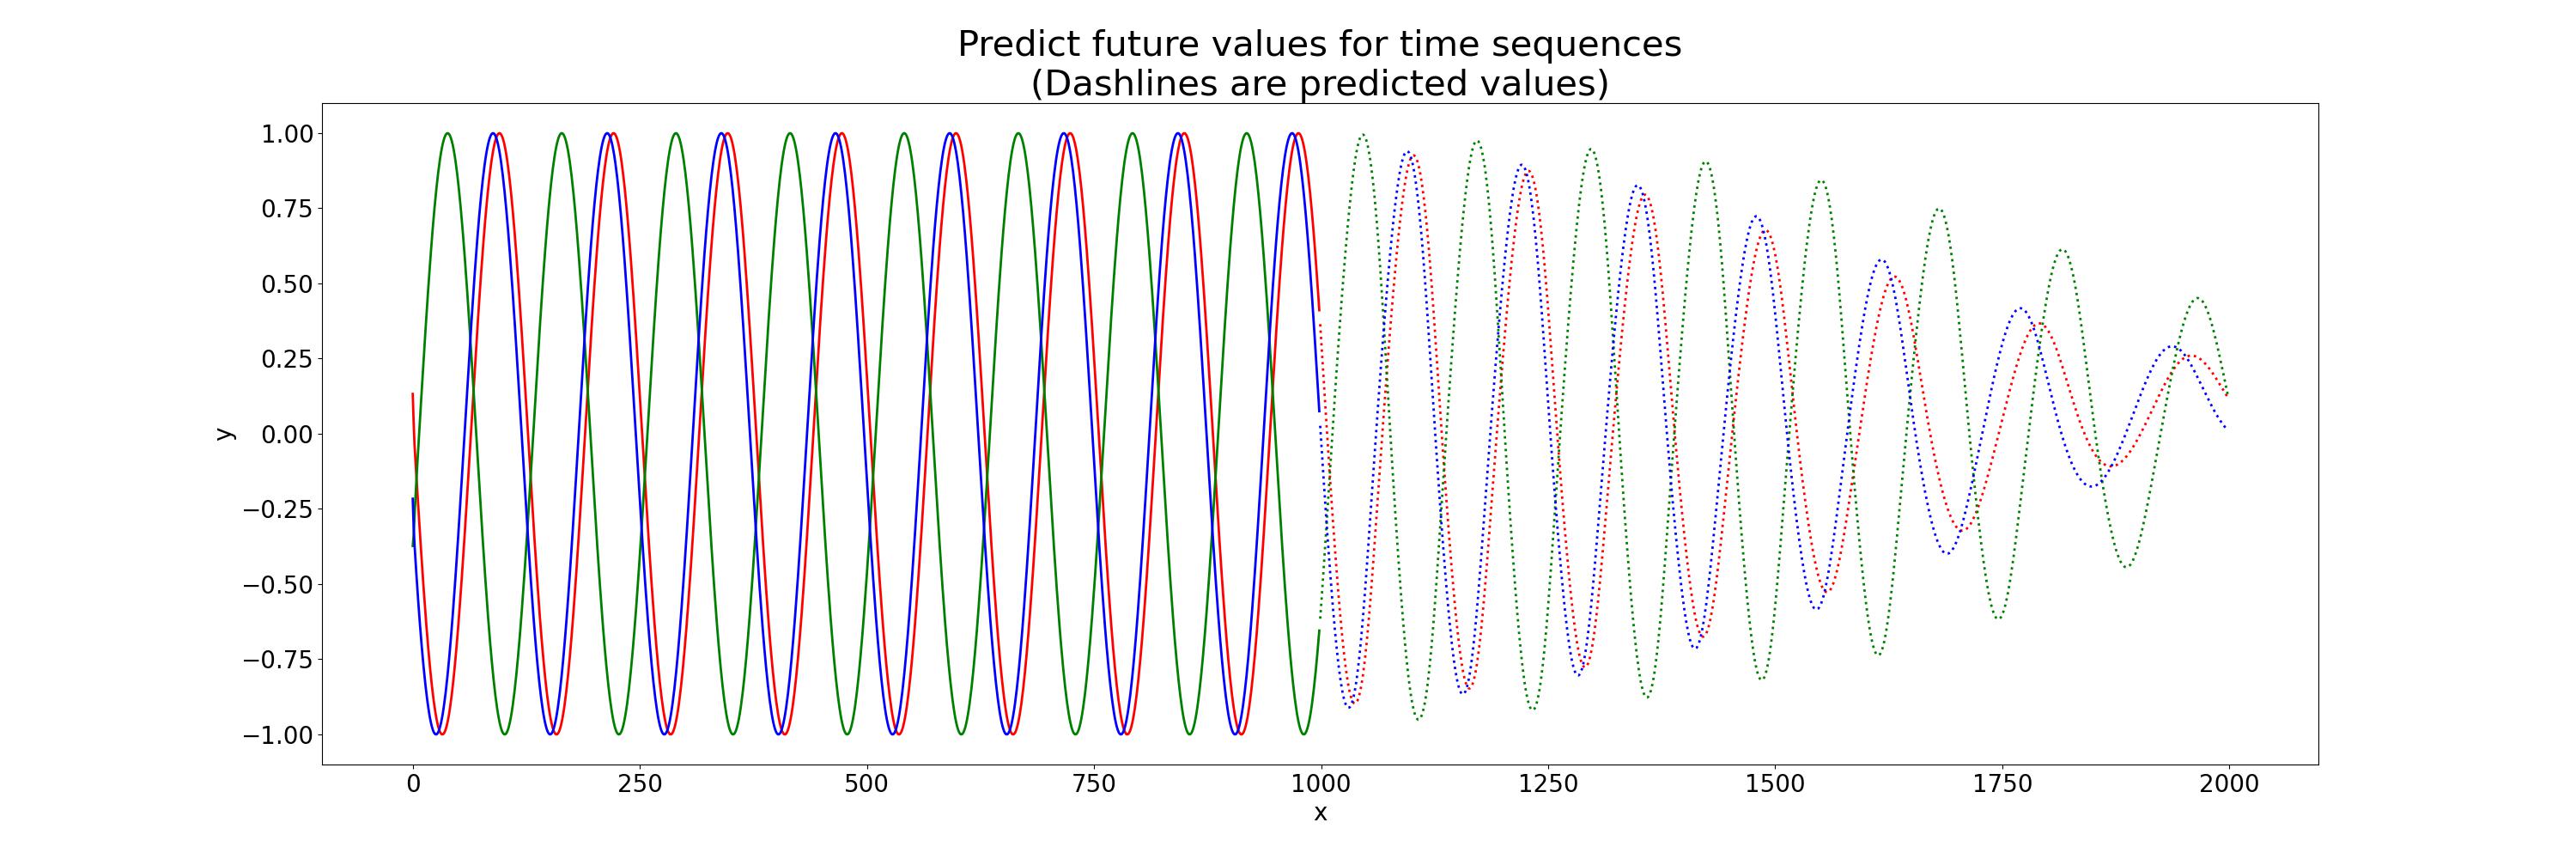 Predict future values for time sequences
(Dashlines are predicted values)
1.00
0.75
0.50
0.25
0.00
−0.25
−0.50
−0.75
−1.00
y
0 250 500 750 1000 1250 1500 1750 2000
x